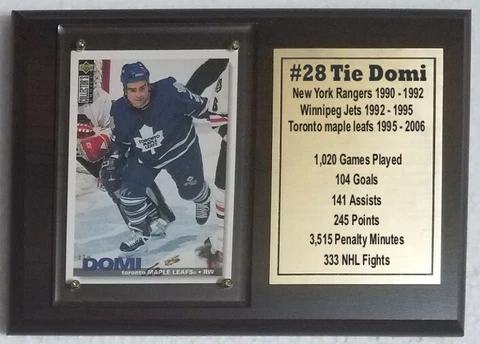 DOMI
toronto MAPLE LEAFS • RW
#28 Tie Domi
New York Rangers 1990 - 1992
Winnipeg Jets 1992 - 1995
Toronto maple leafs 1995 - 2006
1,020 Games Played
104 Goals
141 Assists
245 Points
3,515 Penalty Minutes
333 NHL Fights